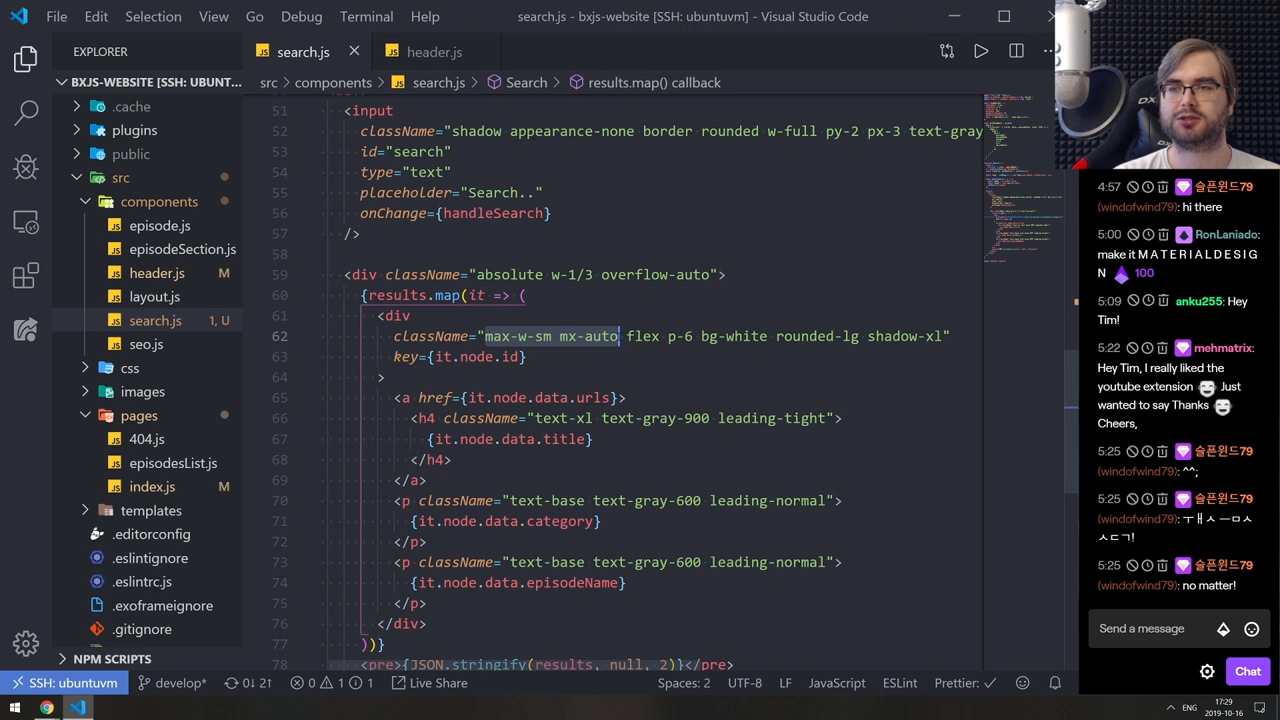 File Edit Selection View Go Debug Terminal Help
search.js - bxjs-website [SSH: ubuntuvm] - Visual Studio Code
EXPLORER
BXJS-WEBSITE [SSH: UBUNTU...
.cache
plugins
public
src
components
episode.js
episodeSection.js
header.js M
layout.js
search.js 1, U
seo.js
css
images
pages
404.js
episodesList.js
index.js M
templates
.editorconfig
.eslintignore
.eslintrc.js
.exoframeignore
.gitignore
NPM SCRIPTS
search.js
header.js
src > components > search.js > Search > results.map() callback
51 <input
52 className="shadow appearance-none border rounded w-full py-2 px-3 text-gray
53 id="search"
54 type="text"
55 placeholder="Search.."
56 onChange={handleSearch}
57 />
58
59 <div className="absolute w-1/3 overflow-auto">
60 {results.map(it => (
61 <div
62 className="max-w-sm mx-auto flex p-6 bg-white rounded-lg shadow-xl"
63 key={it.node.id}
64 >
65 <a href={it.node.data.urls}>
66 <h4 className="text-xl text-gray-900 leading-tight">
67 {it.node.data.title}
68 </h4>
69 </a>
70 <p className="text-base text-gray-600 leading-normal">
71 {it.node.data.category}
72 </p>
73 <p className="text-base text-gray-600 leading-normal">
74 {it.node.data.episodeName}
75 </p>
76 </div>
77 ))}
78 <pre>{JSON.stringify(results, null, 2)}</pre>
DX
4:57 슬픈윈드79
(windofwind79): hi there
5:00 RonLaniado:
make it M A T E R I A L D E S I G
N 100
5:09 anku255: Hey
Tim!
5:22 mehmatrix:
Hey Tim, I really liked the
youtube extension Just
wanted to say Thanks
Cheers,
5:25 슬픈윈드79
(windofwind79): ^^;
5:25 슬픈윈드79
(windofwind79): ㅜㅐㅅ ㅡㅁㅅ
ㅅㄷㄱ!
5:25 슬픈윈드79
(windofwind79): no matter!
Send a message
Chat
SSH: ubuntuvm develop* 0↓ 2↑ 0 1 1 Live Share Spaces: 2 UTF-8 LF JavaScript ESLint Prettier: ✓
ENG
17:29
2019-10-16